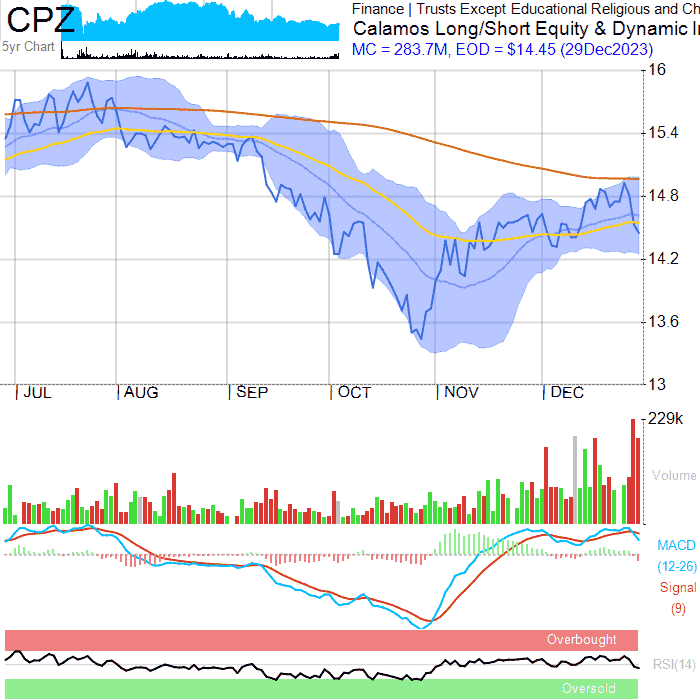 CPZ
5yr Chart
Finance | Trusts Except Educational Religious and Ch
Calamos Long/Short Equity & Dynamic In
MC = 283.7M, EOD = $14.45 (29Dec2023)
16
15.4
14.8
14.2
13.6
13
JUL AUG SEP OCT NOV DEC
229k
Volume
MACD
(12-26)
Signal
(9)
Overbought
RSI(14)
Oversold